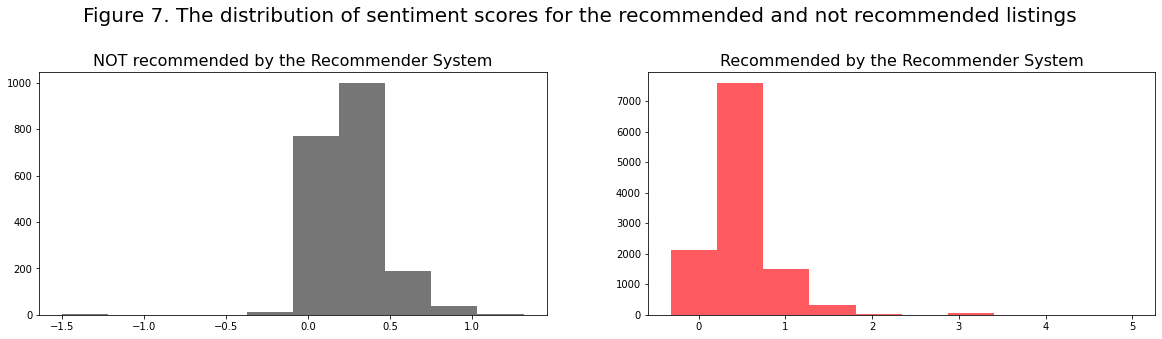 Figure 7. The distribution of sentiment scores for the recommended and not recommended listings
NOT recommended by the Recommender System
1000
800
600
400
200
0
−1.5 −1.0 −0.5 0.0 0.5 1.0
Recommended by the Recommender System
7000
6000
5000
4000
3000
2000
1000
0
0 1 2 3 4 5